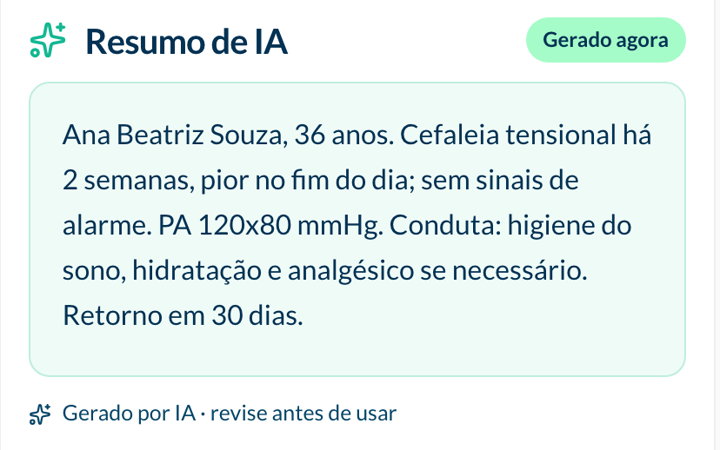 Resumo de IA
Gerado agora
Ana Beatriz Souza, 36 anos. Cefaleia tensional há
2 semanas, pior no fim do dia; sem sinais de
alarme. PA 120x80 mmHg. Conduta: higiene do
sono, hidratação e analgésico se necessário.
Retorno em 30 dias.
Gerado por IA · revise antes de usar